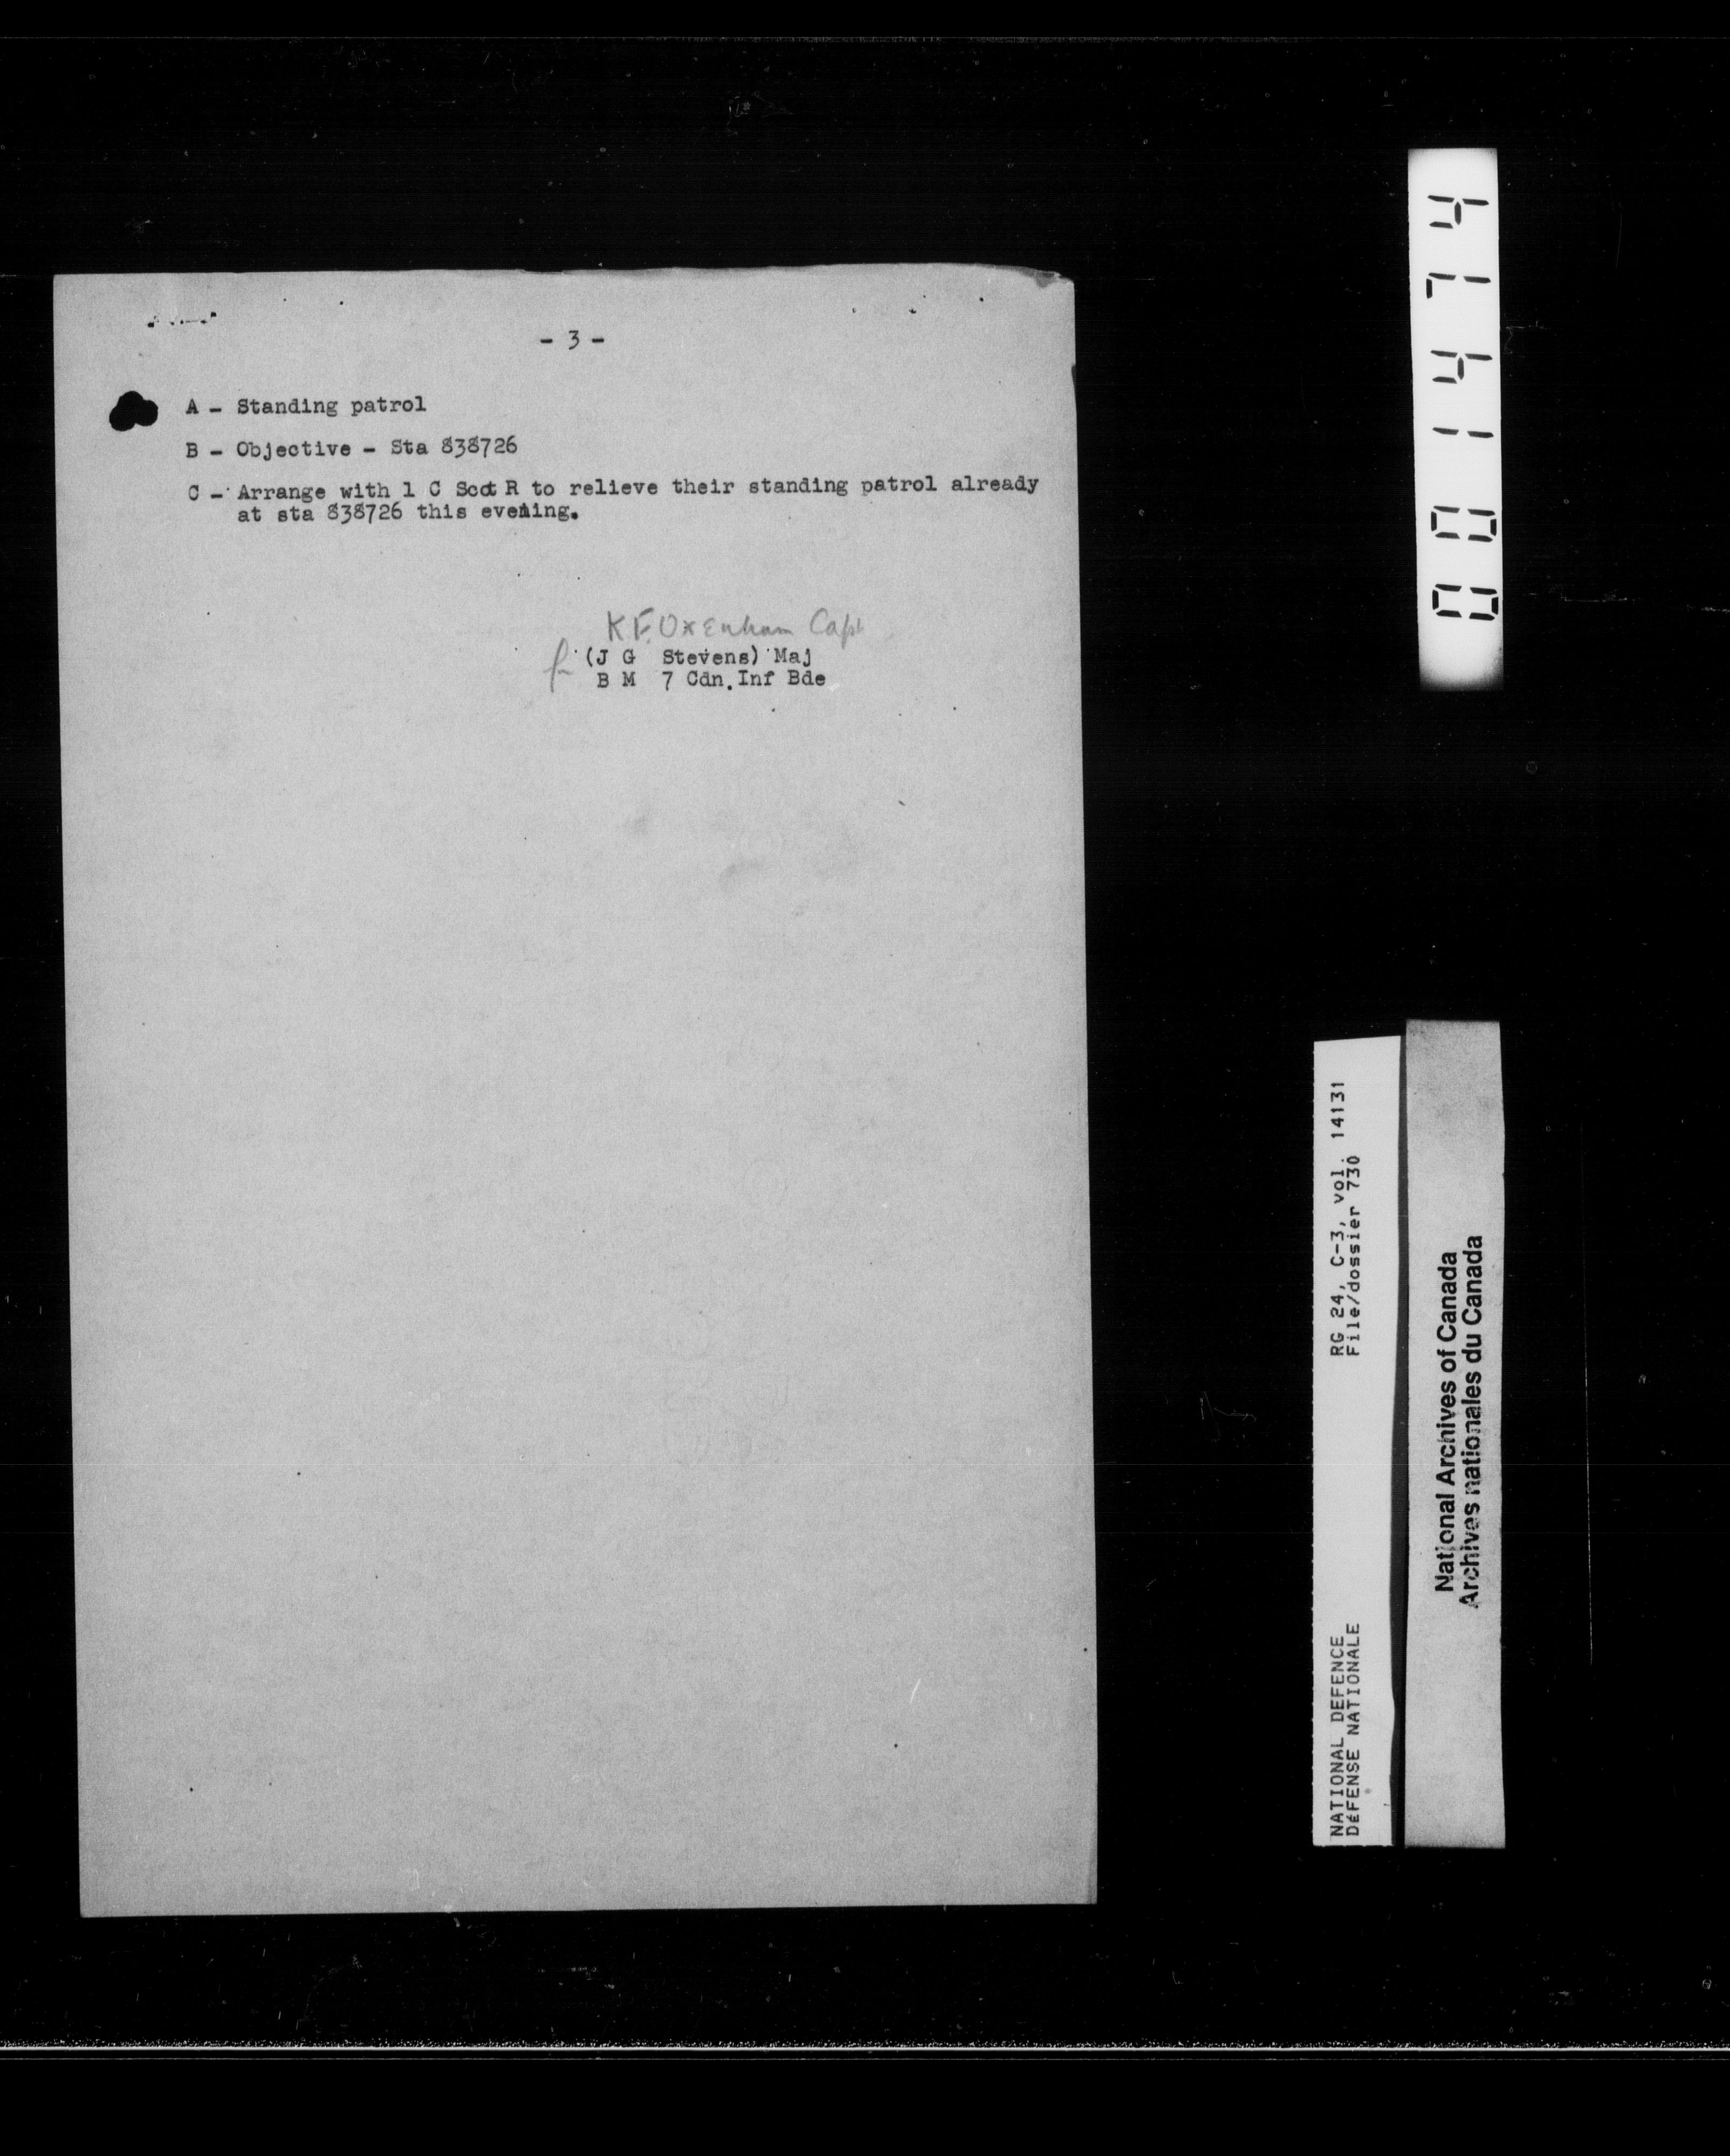 - 3 -
A - Standing patrol
B - Objective - Sta 838726
C - Arrange with 1 C Scot R to relieve their standing patrol already
at sta 838726 this evening.
K F Oxenham Capt
(J G Stevens) Maj
B M 7 Cdn. Inf Bde
001474
RG 24, C-3, vol. 14131
File/dossier 730
NATIONAL DEFENCE
DÉFENSE NATIONALE
National Archives of Canada
Archives nationales du Canada